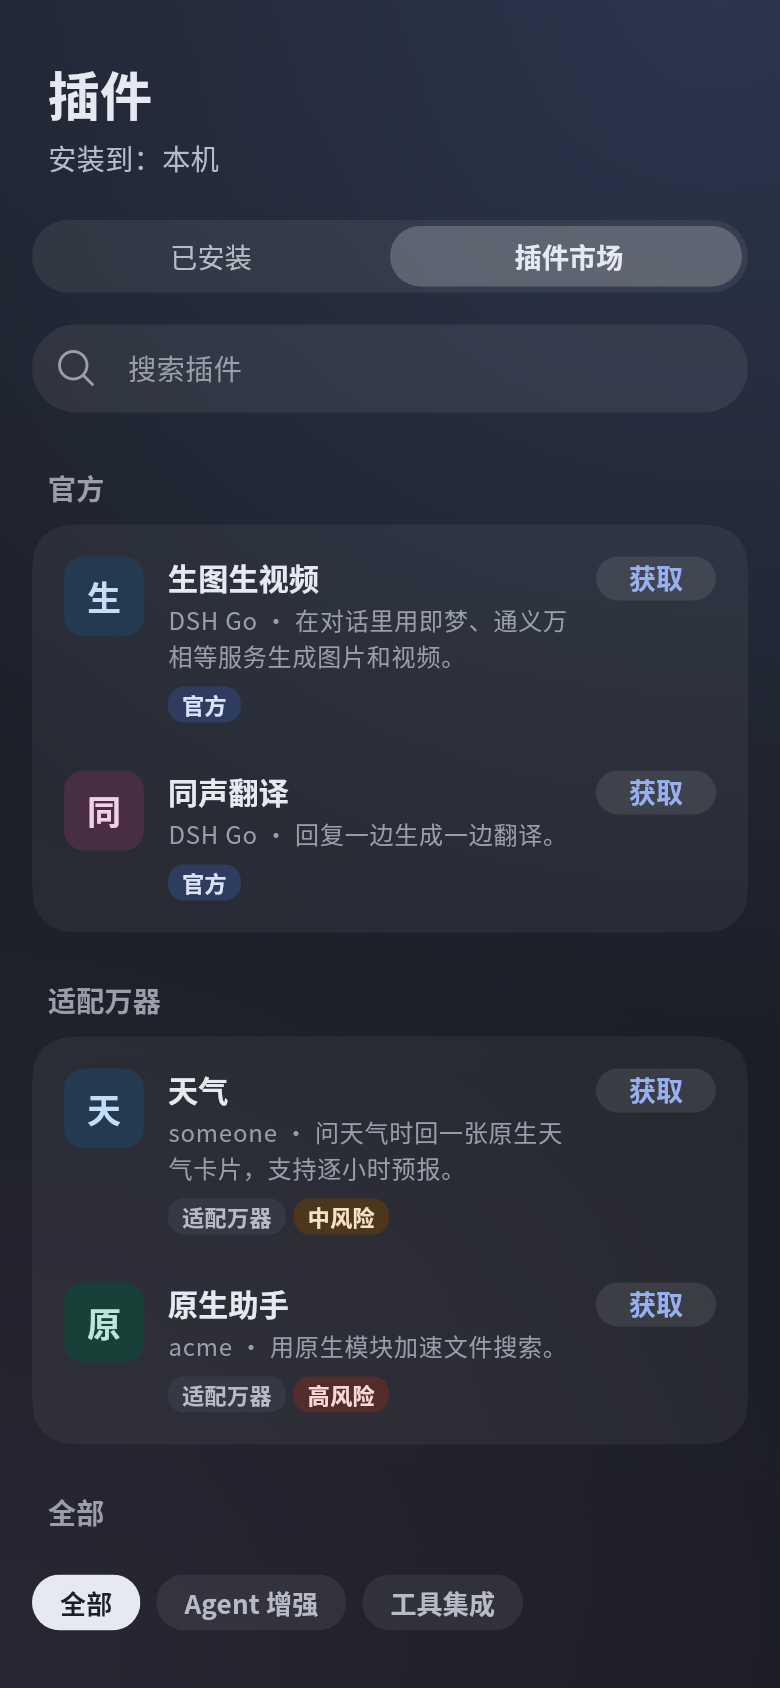 插件
安装到：本机
已安装
插件市场
搜索插件
官方
生
生图生视频
获取
DSH Go · 在对话里用即梦、通义万
相等服务生成图片和视频。
官方
同
同声翻译
获取
DSH Go · 回复一边生成一边翻译。
官方
适配万器
天
天气
获取
someone · 问天气时回一张原生天
气卡片，支持逐小时预报。
适配万器
中风险
原
原生助手
获取
acme · 用原生模块加速文件搜索。
适配万器
高风险
全部
全部
Agent 增强
工具集成